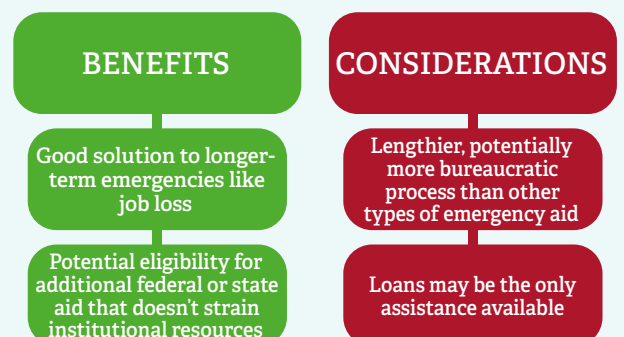 BENEFITS
Good solution to longer-
term emergencies like
job loss
Potential eligibility for
additional federal or state
aid that doesn't strain
institutional resources
CONSIDERATIONS
Lengthier, potentially
more bureaucratic
process than other
types of emergency aid
Loans may be the only
assistance available